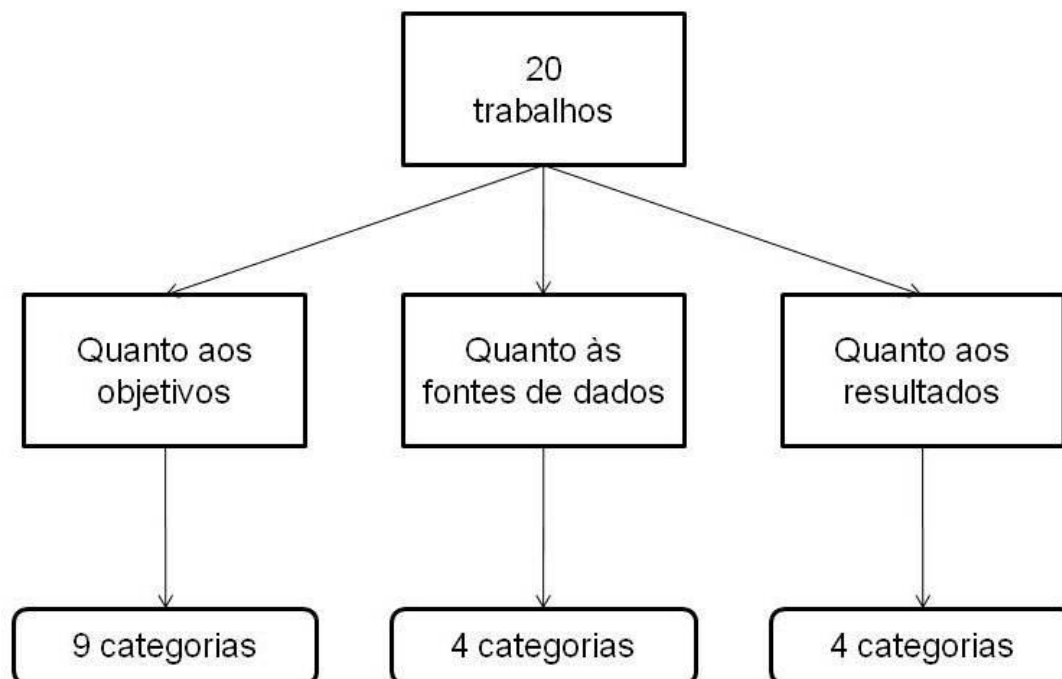 20
trabalhos
Quanto aos
objetivos
Quanto às
fontes de dados
Quanto aos
resultados
9 categorias
4 categorias
4 categorias